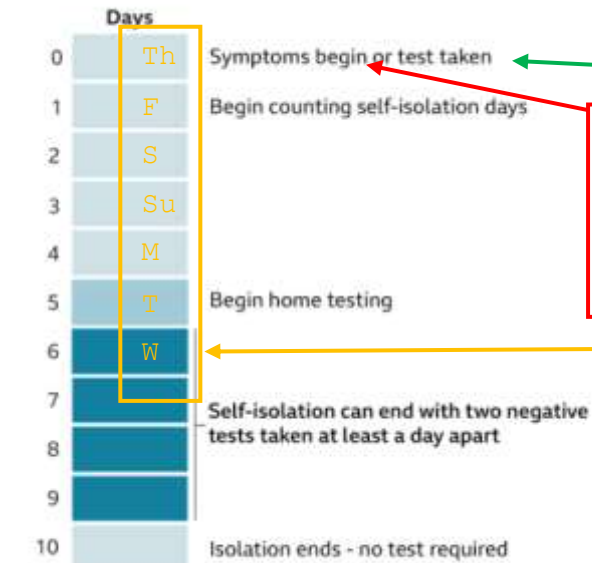 Days
0 Th Symptoms begin or test taken
1 F Begin counting self-isolation days
2 S
3 Su
4 M
5 T Begin home testing
6 W
7
Self-isolation can end with two negative
tests taken at least a day apart
8
9
10 Isolation ends - no test required